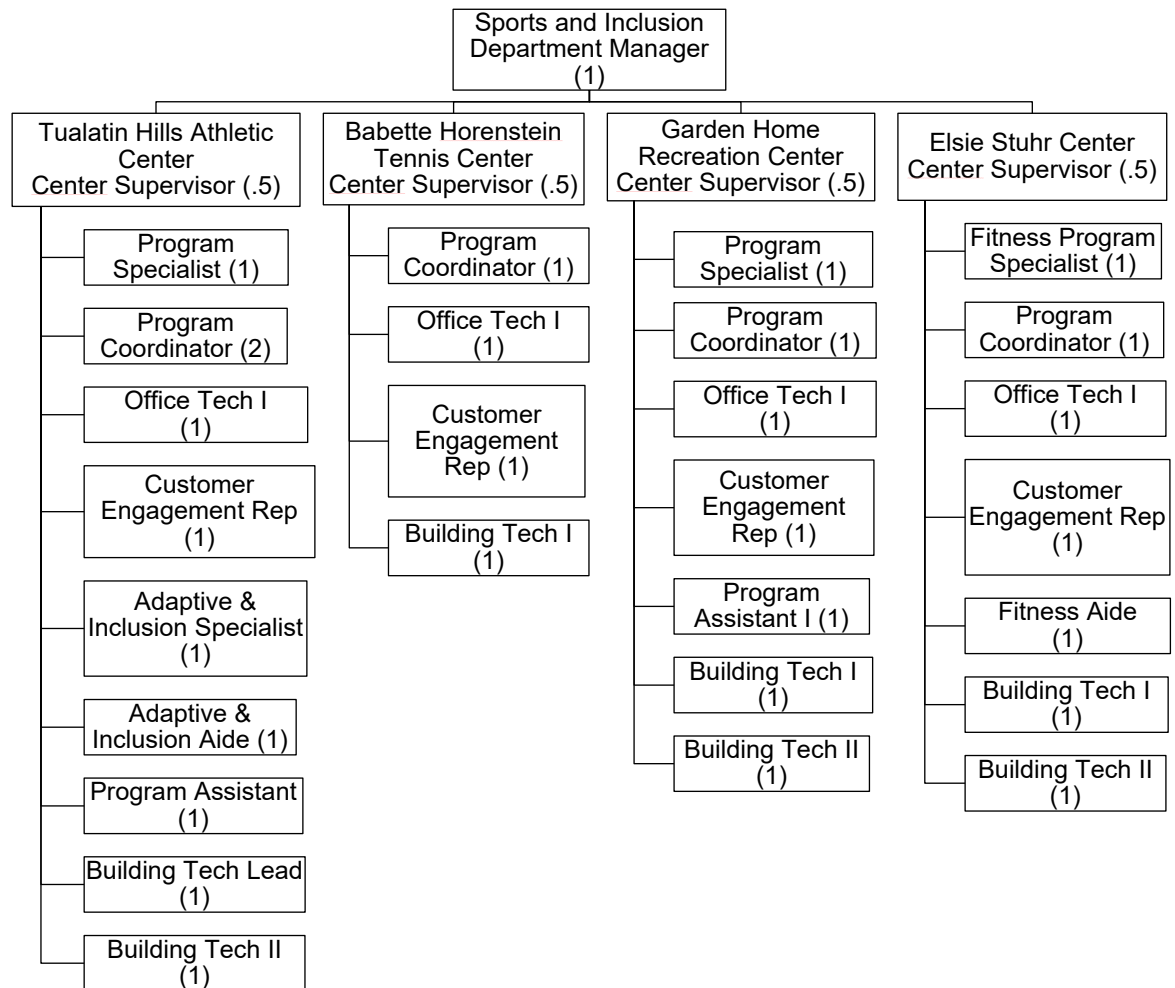 Sports and Inclusion
Department Manager
(1)
Tualatin Hills Athletic
Center
Center Supervisor (.5)
Program
Specialist (1)
Program
Coordinator (2)
Office Tech I
(1)
Customer
Engagement Rep
(1)
Adaptive &
Inclusion Specialist
(1)
Adaptive &
Inclusion Aide (1)
Program Assistant
(1)
Building Tech Lead
(1)
Building Tech II
(1)
Babette Horenstein
Tennis Center
Center Supervisor (.5)
Program
Coordinator (1)
Office Tech I
(1)
Customer
Engagement
Rep (1)
Building Tech I
(1)
Garden Home
Recreation Center
Center Supervisor (.5)
Program
Specialist (1)
Program
Coordinator (1)
Office Tech I
(1)
Customer
Engagement
Rep (1)
Program
Assistant I (1)
Building Tech I
(1)
Building Tech II
(1)
Elsie Stuhr Center
Center Supervisor (.5)
Fitness Program
Specialist (1)
Program
Coordinator (1)
Office Tech I
(1)
Customer
Engagement Rep
(1)
Fitness Aide
(1)
Building Tech I
(1)
Building Tech II
(1)